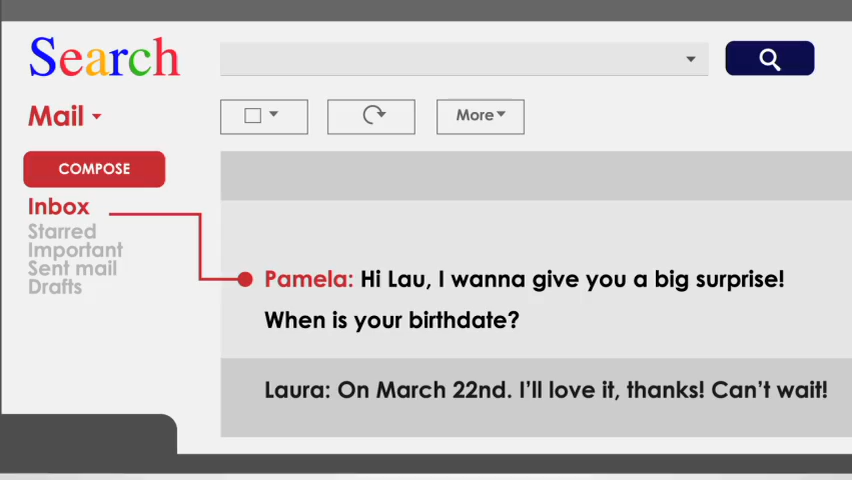 Search
Mail
More
COMPOSE
Inbox
Starred
Important
Sent mail
Drafts
Pamela: Hi Lau, I wanna give you a big surprise!
When is your birthdate?
Laura: On March 22nd. I'll love it, thanks! Can't wait!